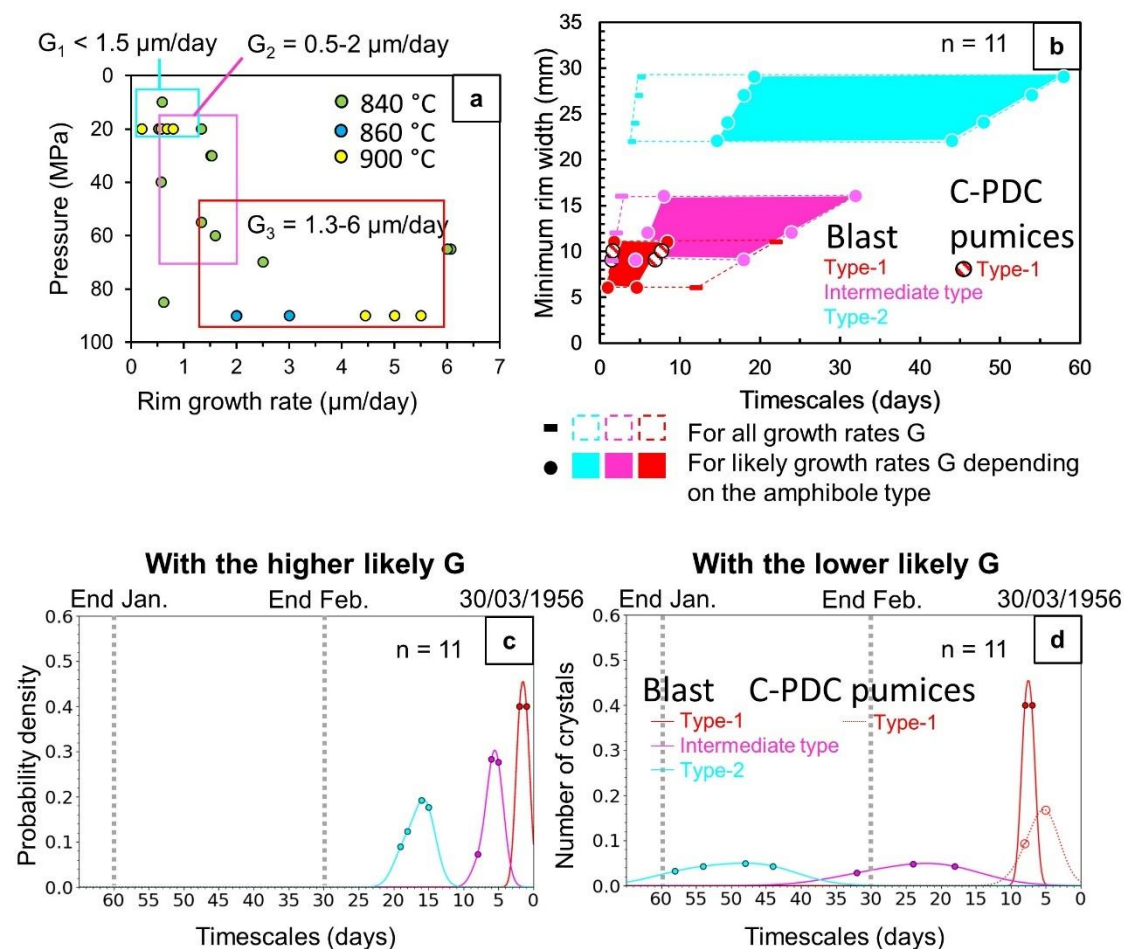 G1 < 1.5 µm/day
G2 = 0.5-2 µm/day
a
840 °C
860 °C
900 °C
G3 = 1.3-6 µm/day
0
20
40
60
80
100
Pressure (MPa)
0 1 2 3 4 5 6 7
Rim growth rate (µm/day)
n = 11
b
35
30
25
20
15
10
5
0
Minimum rim width (mm)
Blast
Type-1
Intermediate type
Type-2
C-PDC
pumices
Type-1
0 10 20 30 40 50 60
Timescales (days)
For all growth rates G
For likely growth rates G depending
on the amphibole type
With the higher likely G
End Jan. End Feb. 30/03/1956
n = 11
c
0.6
0.5
0.4
0.3
0.2
0.1
0.0
Probability density
60 55 50 45 40 35 30 25 20 15 10 5 0
Timescales (days)
With the lower likely G
End Jan. End Feb. 30/03/1956
n = 11
d
Blast C-PDC pumices
Type-1 Type-1
Intermediate type
Type-2
0.6
0.5
0.4
0.3
0.2
0.1
0.0
Number of crystals
60 55 50 45 40 35 30 25 20 15 10 5 0
Timescales (days)